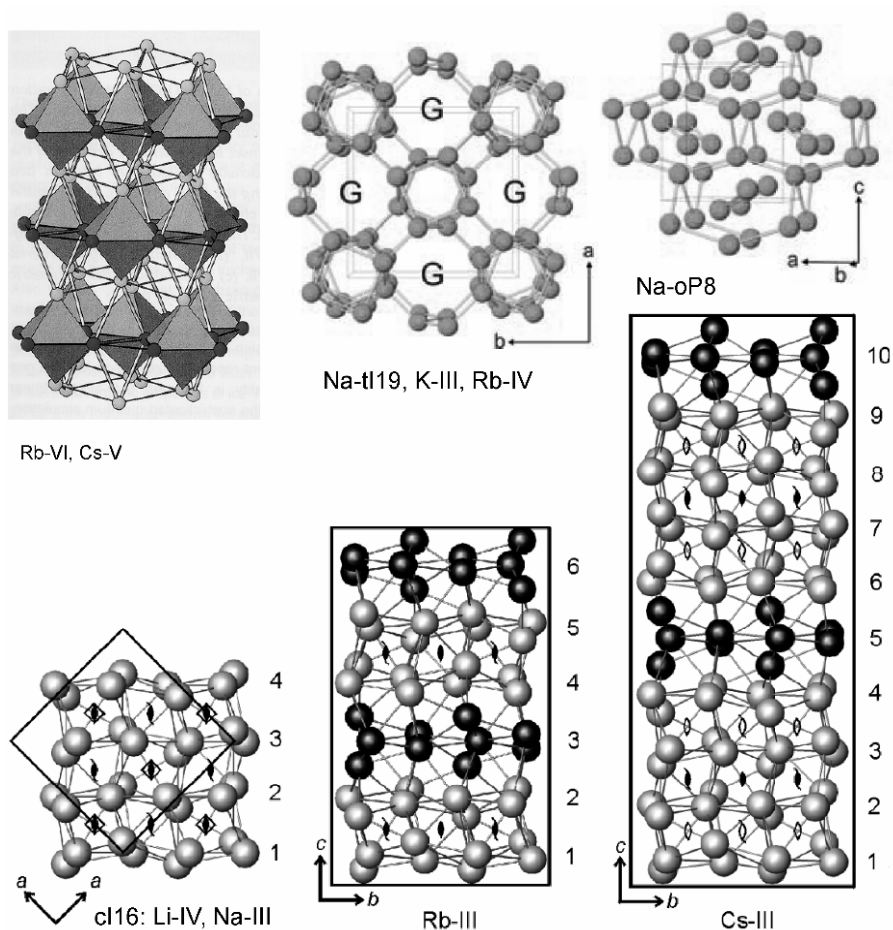 G
G
G
G
a
b
c
a
b
Na-oP8
Na-tI19, K-III, Rb-IV
Rb-VI, Cs-V
10
9
8
7
6
5
4
3
2
1
c
b
Cs-III
6
5
4
3
2
1
c
b
Rb-III
4
3
2
1
a
a
cI16: Li-IV, Na-III